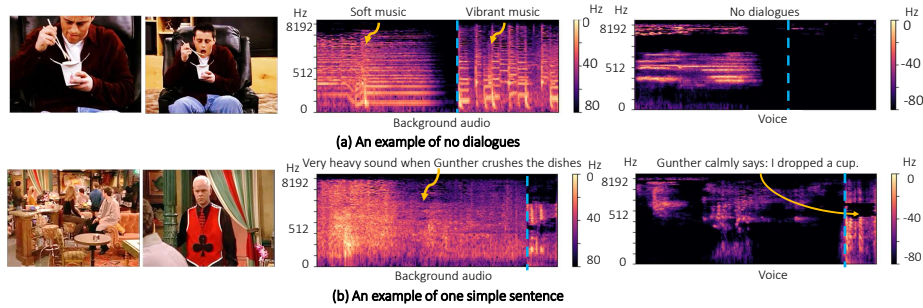 Hz Soft music Vibrant music Hz No dialogues Hz
8192 0 8192 0
512 40 512 -40
0 80 0 -80
Background audio Voice
(a) An example of no dialogues
Hz Very heavy sound when Gunther crushes the dishes Hz Hz Gunther calmly says: I dropped a cup. Hz
8192 0 8192 0
512 40 512 -40
0 80 0 -80
Background audio Voice
(b) An example of one simple sentence